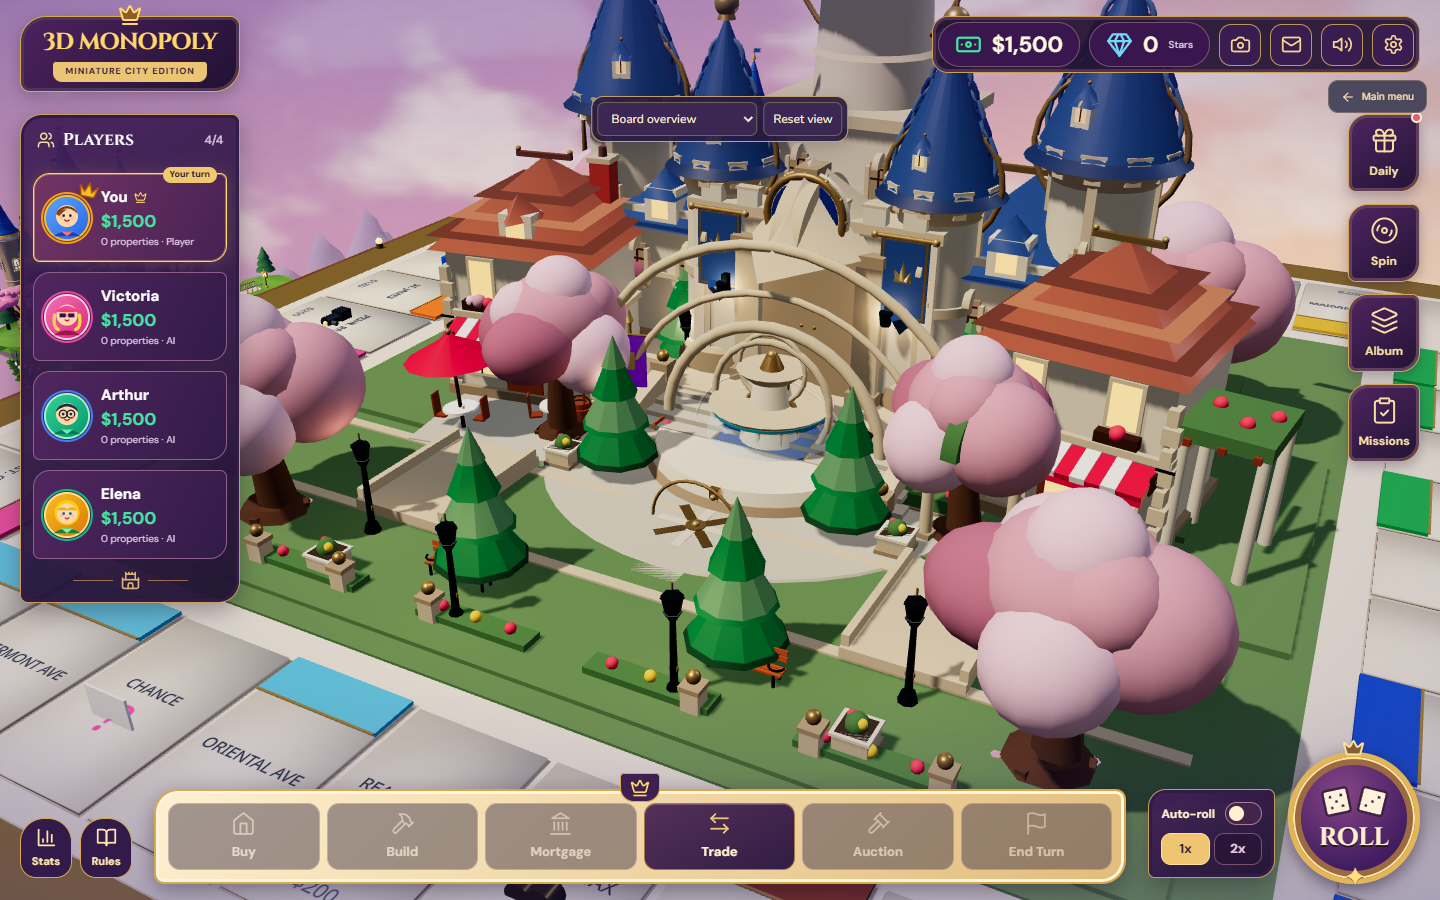 3D MONOPOLY
MINIATURE CITY EDITION
$1,500
0 Stars
Main menu
Board overview
Reset view
PLAYERS 4/4
Your turn
You
$1,500
0 properties · Player
Victoria
$1,500
0 properties · AI
Arthur
$1,500
0 properties · AI
Elena
$1,500
0 properties · AI
Daily
Spin
Album
Missions
CHANCE
ORIENTAL AVE
$200
Stats
Rules
Buy
Build
Mortgage
Trade
Auction
End Turn
Auto-roll
1x
2x
ROLL